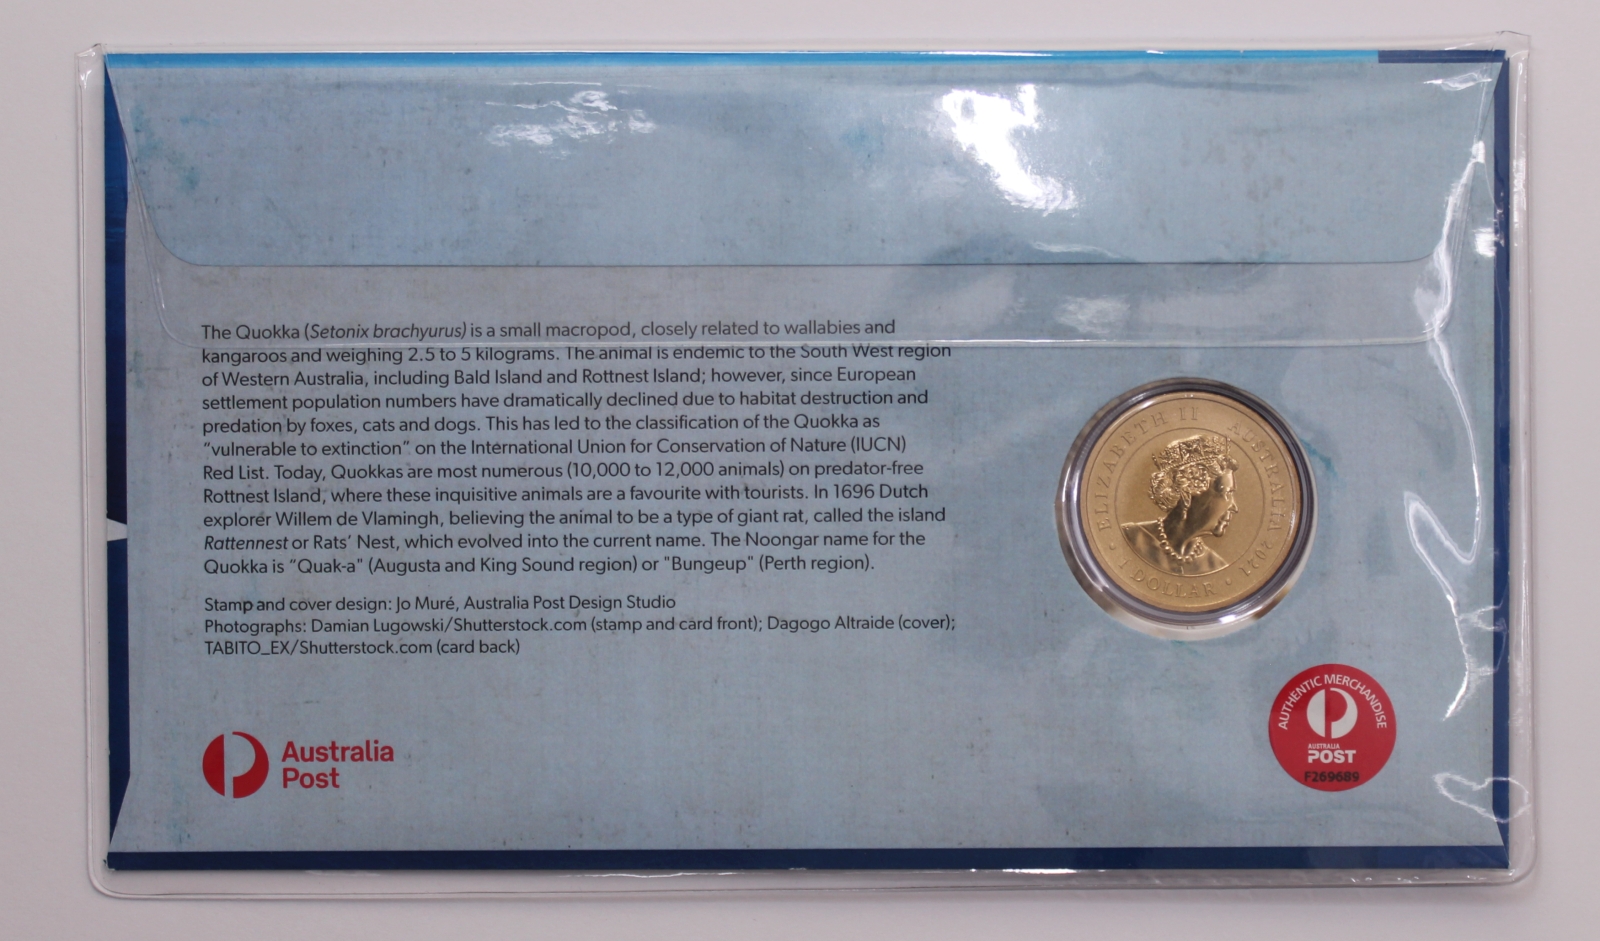 The Quokka (Setonix brachyurus) is a small macropod, closely related to wallabies and
kangaroos and weighing 2.5 to 5 kilograms. The animal is endemic to the South West region
of Western Australia, including Bald Island and Rottnest Island; however, since European
settlement population numbers have dramatically declined due to habitat destruction and
predation by foxes, cats and dogs. This has led to the classification of the Quokka as
“vulnerable to extinction” on the International Union for Conservation of Nature (IUCN)
Red List. Today, Quokkas are most numerous (10,000 to 12,000 animals) on predator-free
Rottnest Island, where these inquisitive animals are a favourite with tourists. In 1696 Dutch
explorer Willem de Vlamingh, believing the animal to be a type of giant rat, called the island
Rattennest or Rats’ Nest, which evolved into the current name. The Noongar name for the
Quokka is “Quak-a" (Augusta and King Sound region) or "Bungeup" (Perth region).
Stamp and cover design: Jo Muré, Australia Post Design Studio
Photographs: Damian Lugowski/Shutterstock.com (stamp and card front); Dagogo Altraide (cover);
TABITO_EX/Shutterstock.com (card back)
ELIZABETH II AUSTRALIA 2021
1 DOLLAR
Australia
Post
AUTHENTIC MERCHANDISE
AUSTRALIA
POST
F269689